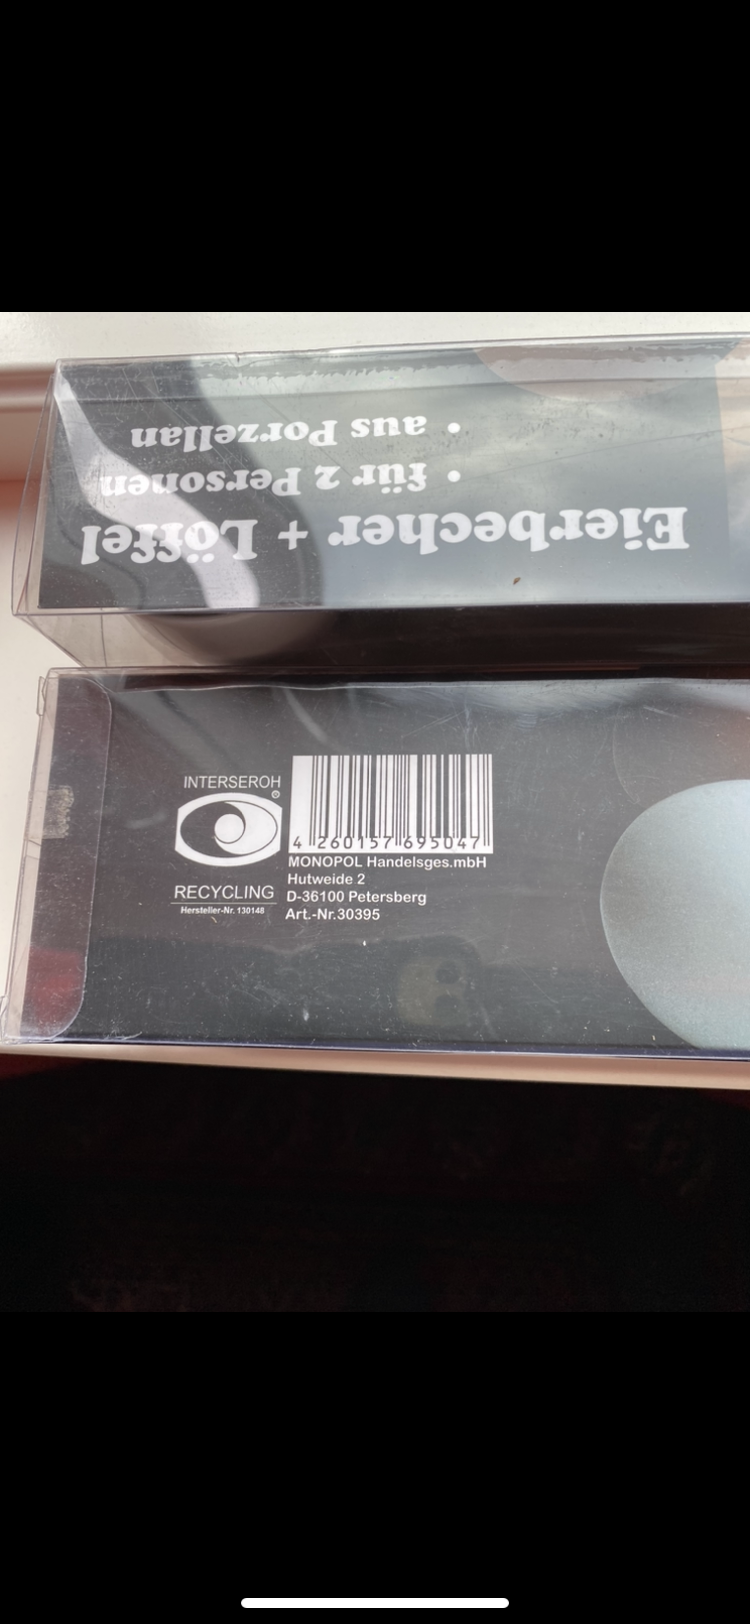 Eierbecher + Löffel
• für 2 Personen
• aus Porzellan
INTERSEROH
®
RECYCLING
Hersteller-Nr. 130148
4 260157 695047
MONOPOL Handelsges.mbH
Hutweide 2
D-36100 Petersberg
Art.-Nr.30395